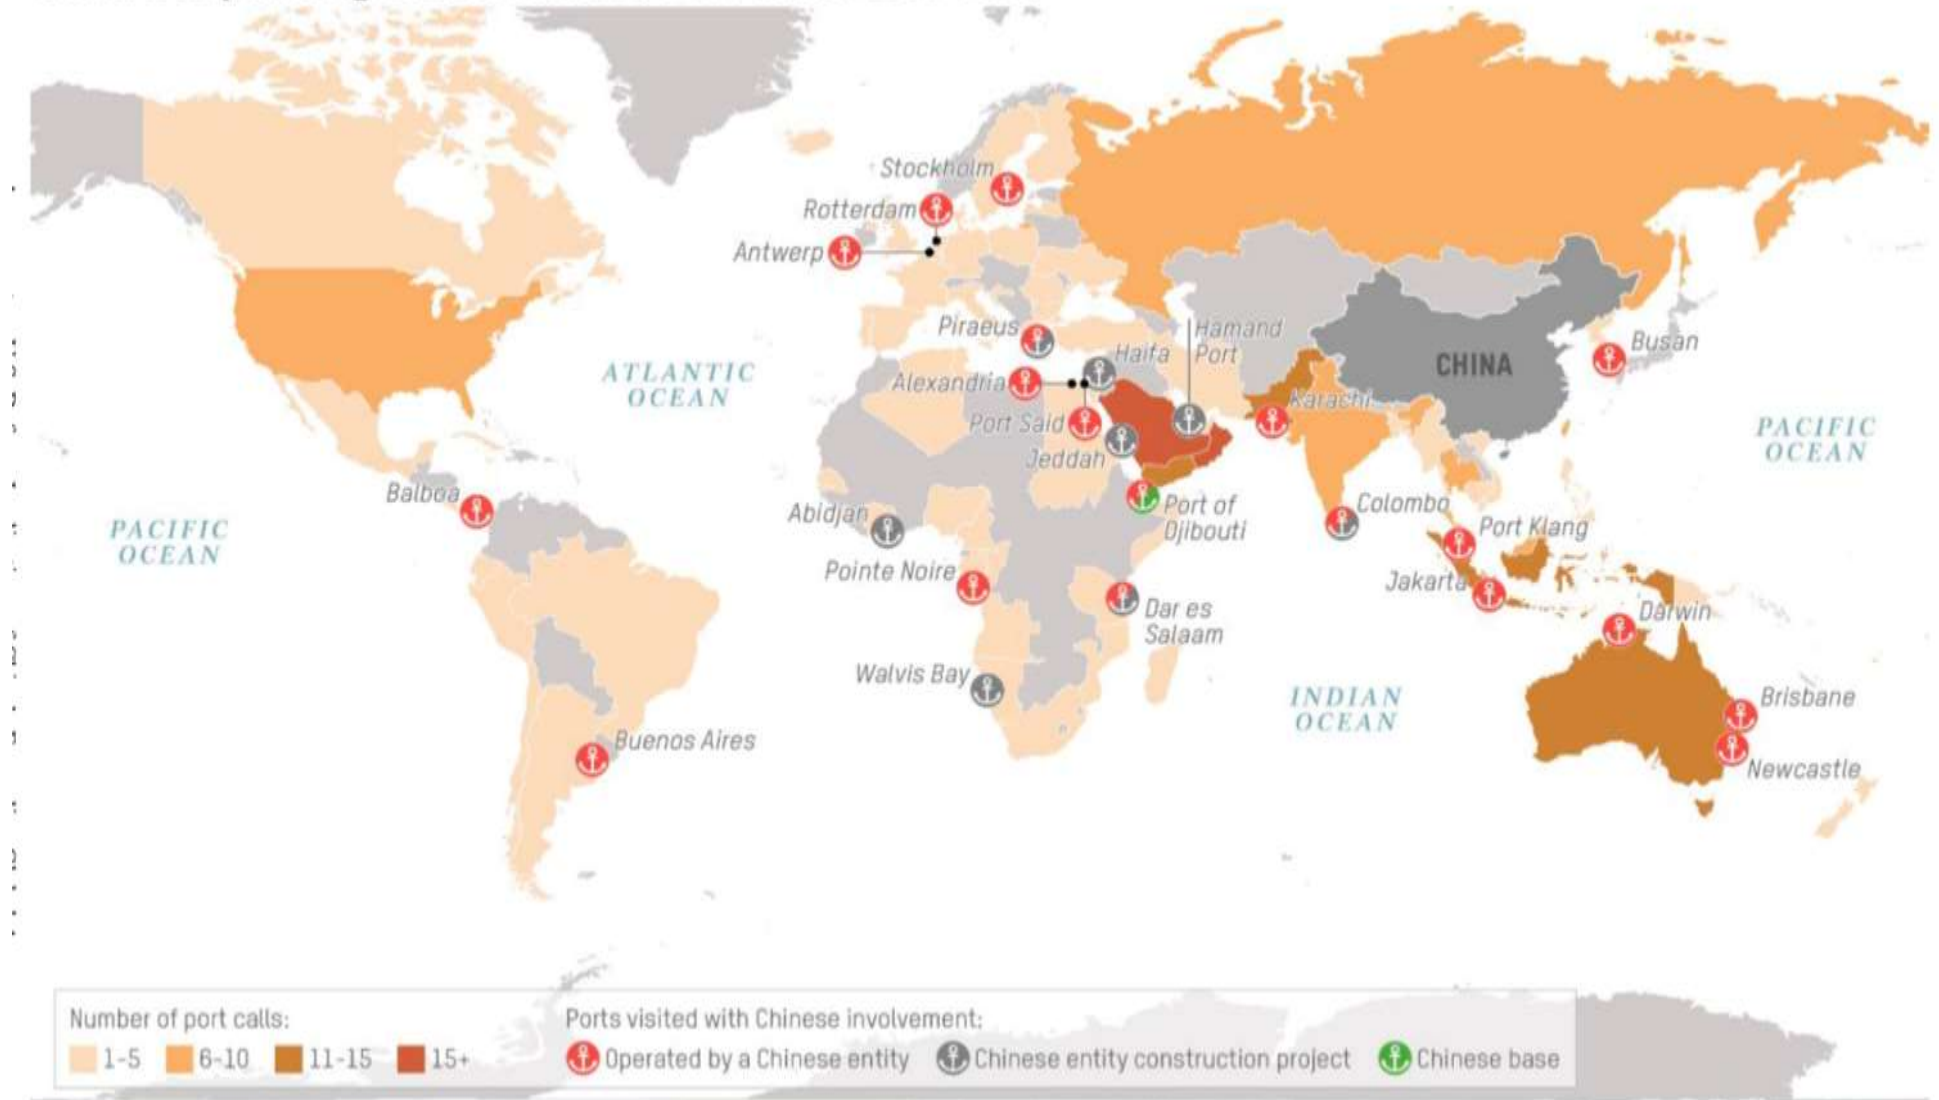 Stockholm
Rotterdam
Antwerp
Piraeus
Hamand
Port
Haifa
Busan
CHINA
ATLANTIC
OCEAN
Alexandria
Karachi
Port Said
PACIFIC
OCEAN
Jeddah
Balboa
Abidjan
Port of
Djibouti
Colombo
Port Klang
PACIFIC
OCEAN
Pointe Noire
Jakarta
Dar es
Salaam
Darwin
Walvis Bay
INDIAN
OCEAN
Brisbane
Buenos Aires
Newcastle
Number of port calls:
1-5 6-10 11-15 15+
Ports visited with Chinese involvement:
Operated by a Chinese entity Chinese entity construction project Chinese base